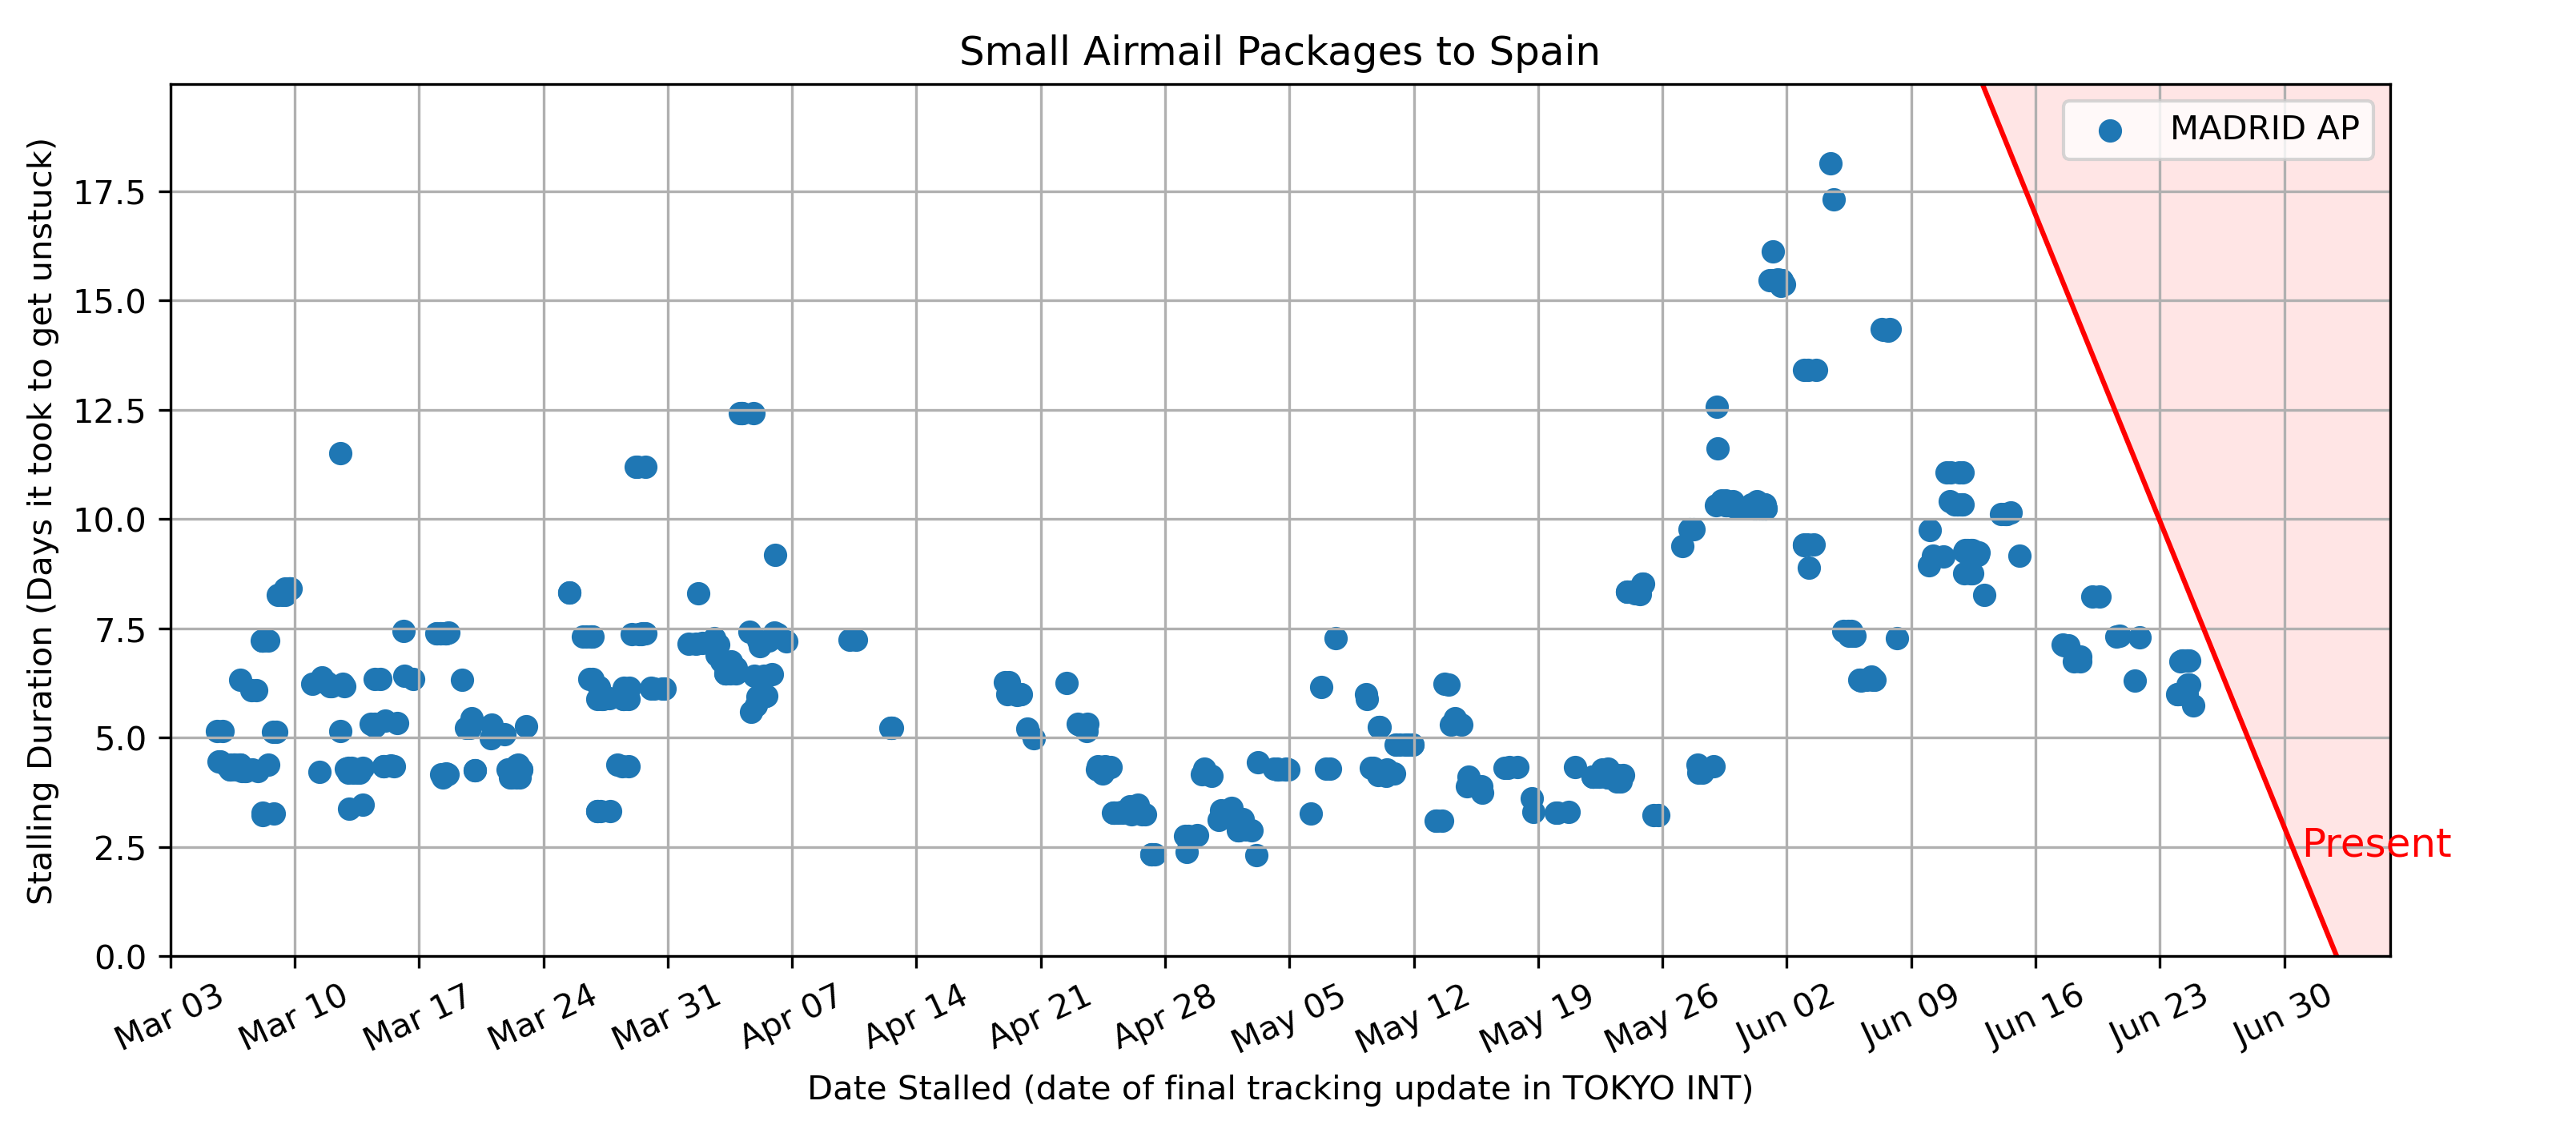 Small Airmail Packages to Spain
MADRID AP
Stalling Duration (Days it took to get unstuck)
17.5
15.0
12.5
10.0
7.5
5.0
2.5
0.0
Present
Mar 03
Mar 10
Mar 17
Mar 24
Mar 31
Apr 07
Apr 14
Apr 21
Apr 28
May 05
May 12
May 19
May 26
Jun 02
Jun 09
Jun 16
Jun 23
Jun 30
Date Stalled (date of final tracking update in TOKYO INT)